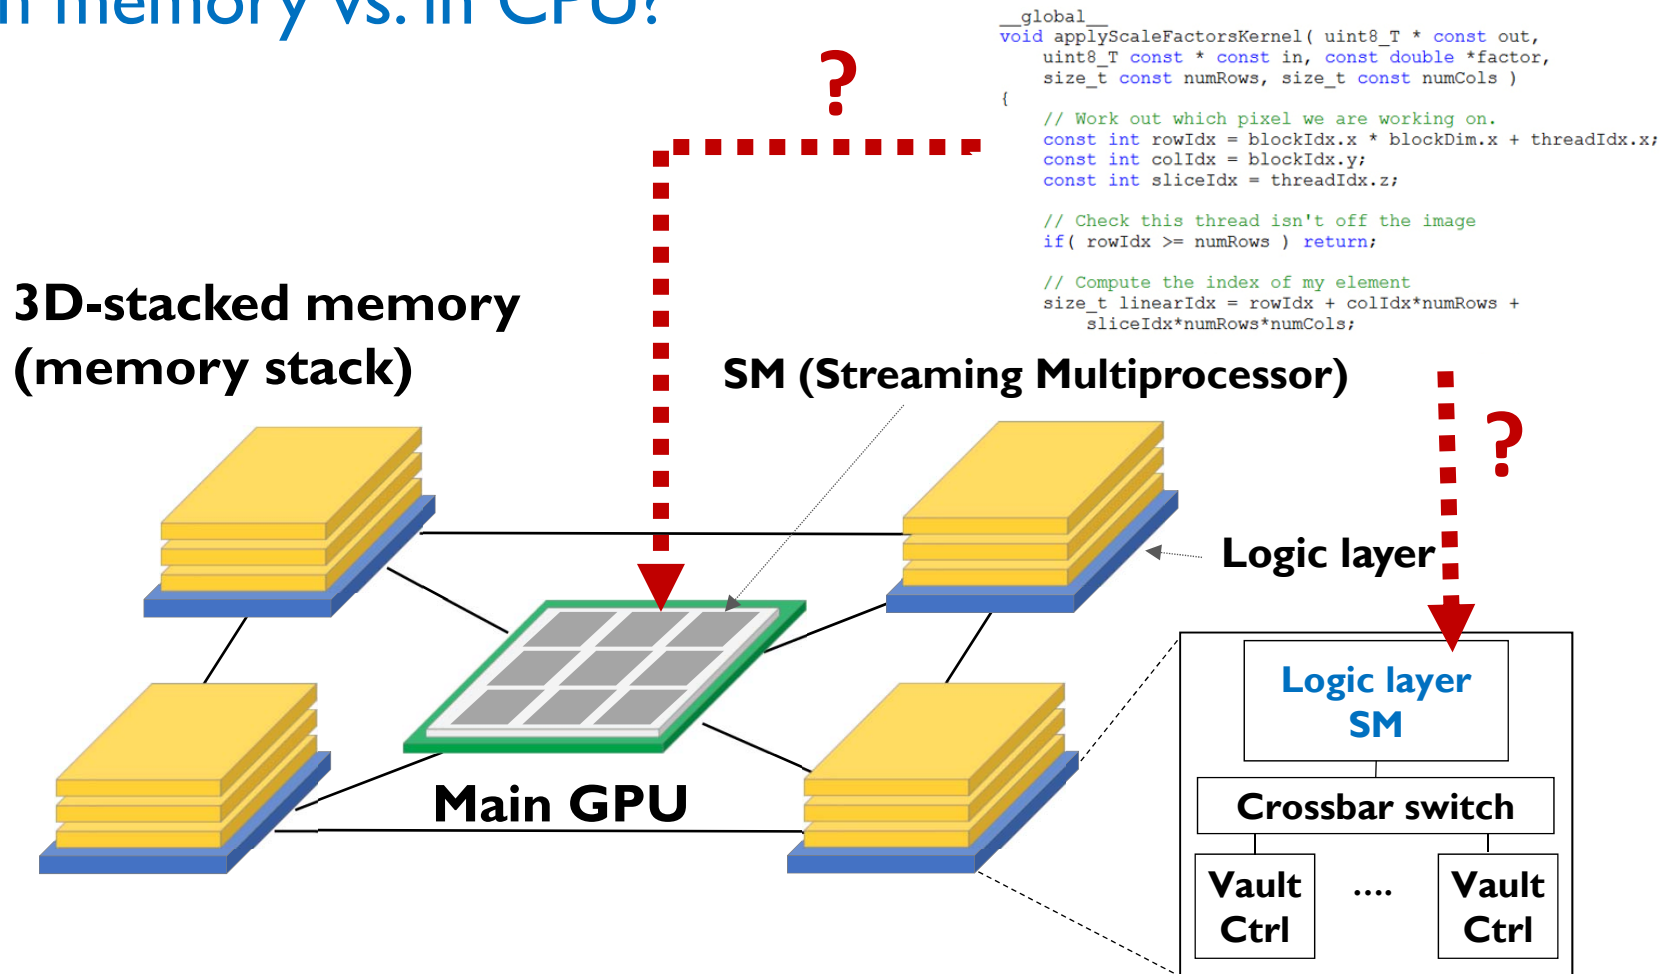 n memory vs. in CPU?
__global__
void applyScaleFactorsKernel( uint8_T * const out,
    uint8_T const * const in, const double *factor,
    size_t const numRows, size_t const numCols )
{
    // Work out which pixel we are working on.
    const int rowIdx = blockIdx.x * blockDim.x + threadIdx.x;
    const int colIdx = blockIdx.y;
    const int sliceIdx = threadIdx.z;
    // Check this thread isn't off the image
    if( rowIdx >= numRows ) return;
    // Compute the index of my element
    size_t linearIdx = rowIdx + colIdx*numRows +
        sliceIdx*numRows*numCols;
?
3D-stacked memory
(memory stack)
SM (Streaming Multiprocessor)
?
Logic layer
Main GPU
Logic layer
SM
Crossbar switch
Vault
Ctrl
....
Vault
Ctrl